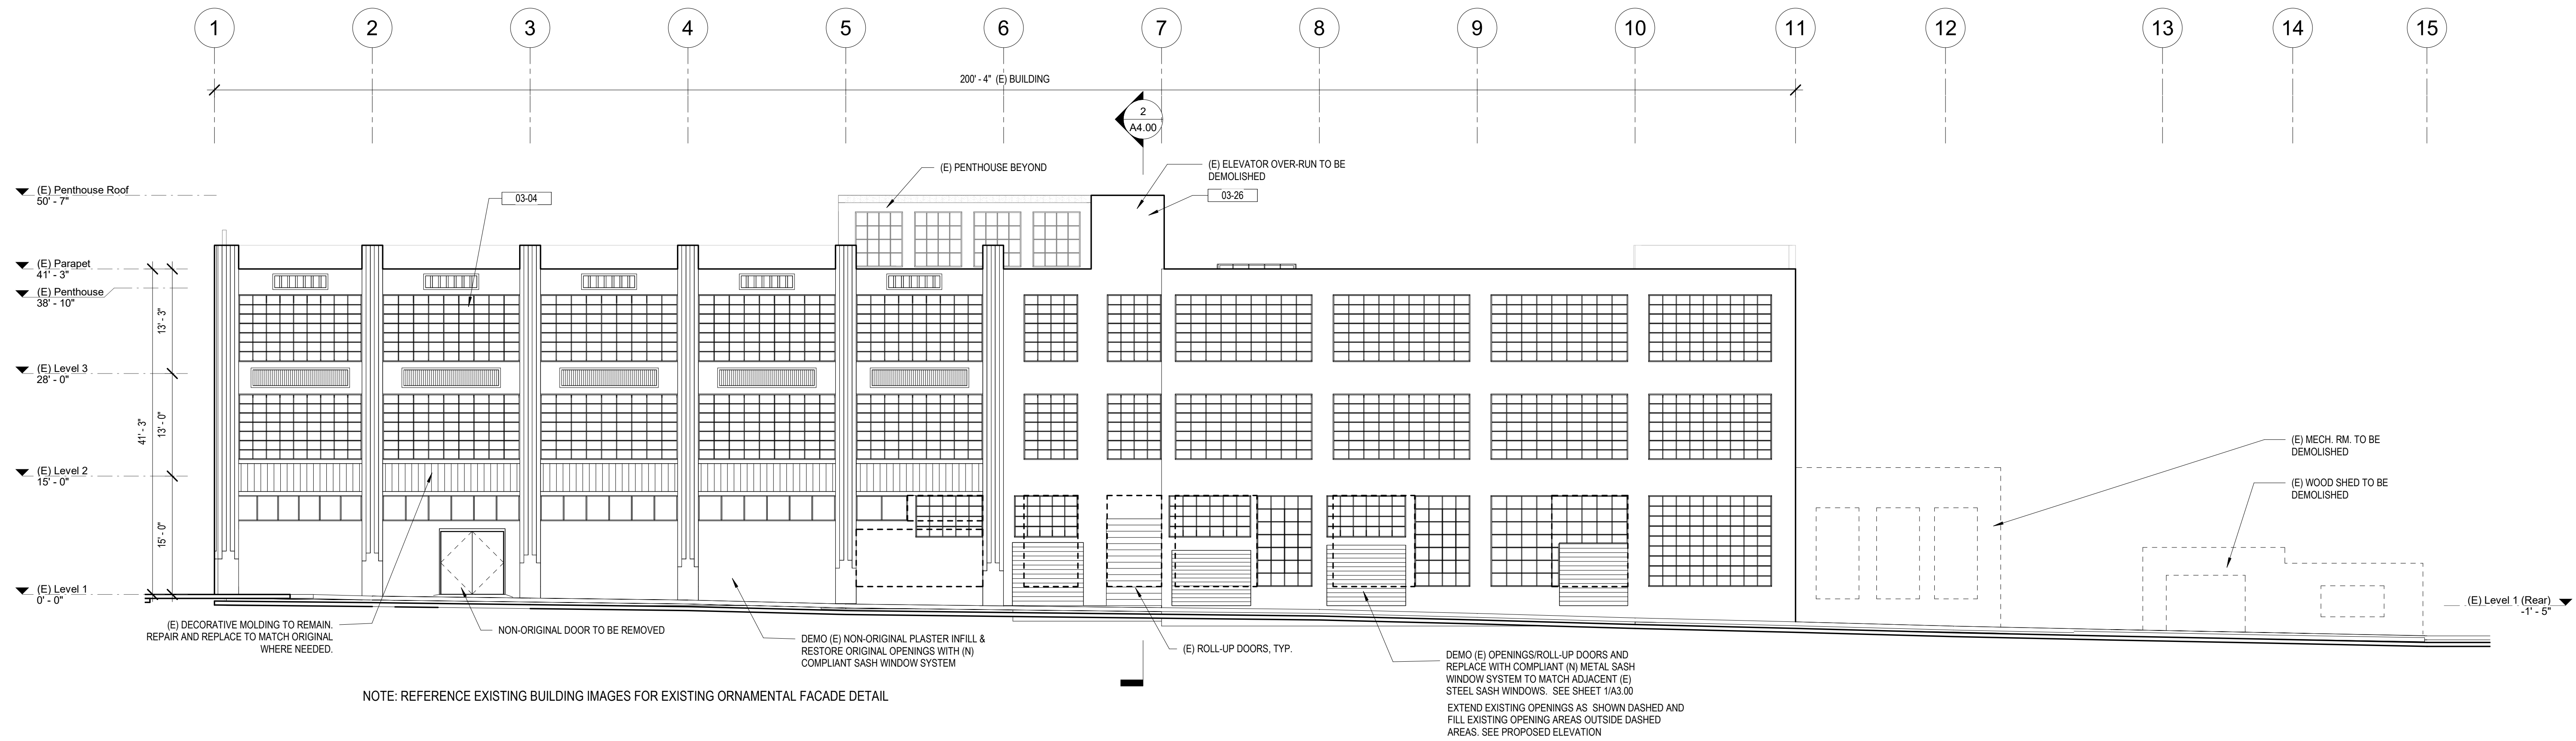 1
2
3
4
5
6
7
8
9
10
11
12
13
14
15
200' - 4" (E) BUILDING
2
A4.00
(E) PENTHOUSE BEYOND
(E) ELEVATOR OVER-RUN TO BE
DEMOLISHED
03-04
03-26
(E) Penthouse Roof
50' - 7"
(E) Parapet
41' - 3"
(E) Penthouse
38' - 10"
(E) Level 3
28' - 0"
(E) Level 2
15' - 0"
(E) Level 1
0' - 0"
41' - 3"
13' - 3"
13' - 0"
15' - 0"
(E) MECH. RM. TO BE
DEMOLISHED
(E) WOOD SHED TO BE
DEMOLISHED
(E) Level 1 (Rear)
-1' - 5"
(E) DECORATIVE MOLDING TO REMAIN.
REPAIR AND REPLACE TO MATCH ORIGINAL
WHERE NEEDED.
NON-ORIGINAL DOOR TO BE REMOVED
DEMO (E) NON-ORIGINAL PLASTER INFILL &
RESTORE ORIGINAL OPENINGS WITH (N)
COMPLIANT SASH WINDOW SYSTEM
(E) ROLL-UP DOORS, TYP.
DEMO (E) OPENINGS/ROLL-UP DOORS AND
REPLACE WITH COMPLIANT (N) METAL SASH
WINDOW SYSTEM TO MATCH ADJACENT (E)
STEEL SASH WINDOWS. SEE SHEET 1/A3.00
EXTEND EXISTING OPENINGS AS SHOWN DASHED AND
FILL EXISTING OPENING AREAS OUTSIDE DASHED
AREAS. SEE PROPOSED ELEVATION
NOTE: REFERENCE EXISTING BUILDING IMAGES FOR EXISTING ORNAMENTAL FACADE DETAIL